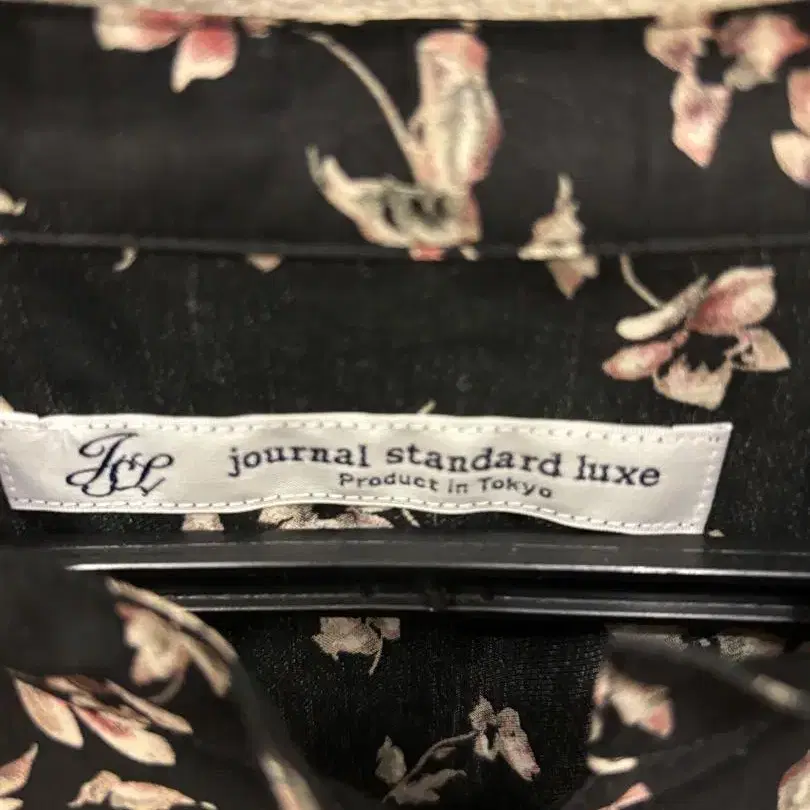 JSL
journal standard luxe
Product in Tokyo